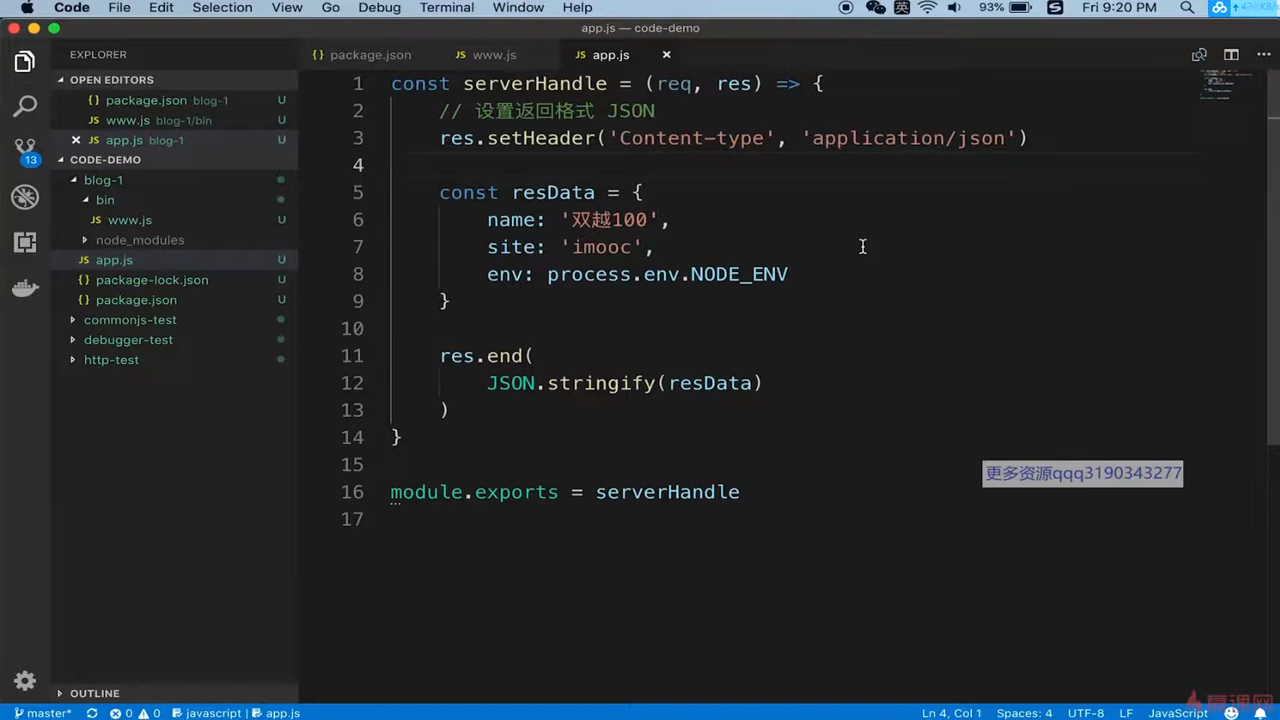 Code File Edit Selection View Go Debug Terminal Window Help 英 93% Fri 9:20 PM
app.js — code-demo
EXPLORER
package.json www.js app.js
OPEN EDITORS
package.json blog-1 U
www.js blog-1/bin U
app.js blog-1 U
CODE-DEMO
13
blog-1
bin
www.js U
node_modules
app.js U
package-lock.json U
package.json U
commonjs-test
debugger-test
http-test
OUTLINE
1 const serverHandle = (req, res) => {
2 // 设置返回格式 JSON
3 res.setHeader('Content-type', 'application/json')
4
5 const resData = {
6 name: '双越100',
7 site: 'imooc',
8 env: process.env.NODE_ENV
9 }
10
11 res.end(
12 JSON.stringify(resData)
13 )
14 }
15
16 module.exports = serverHandle
17
更多资源qqq3190343277
master* 0 0 javascript app.js Ln 4, Col 1 Spaces: 4 UTF-8 LF JavaScript